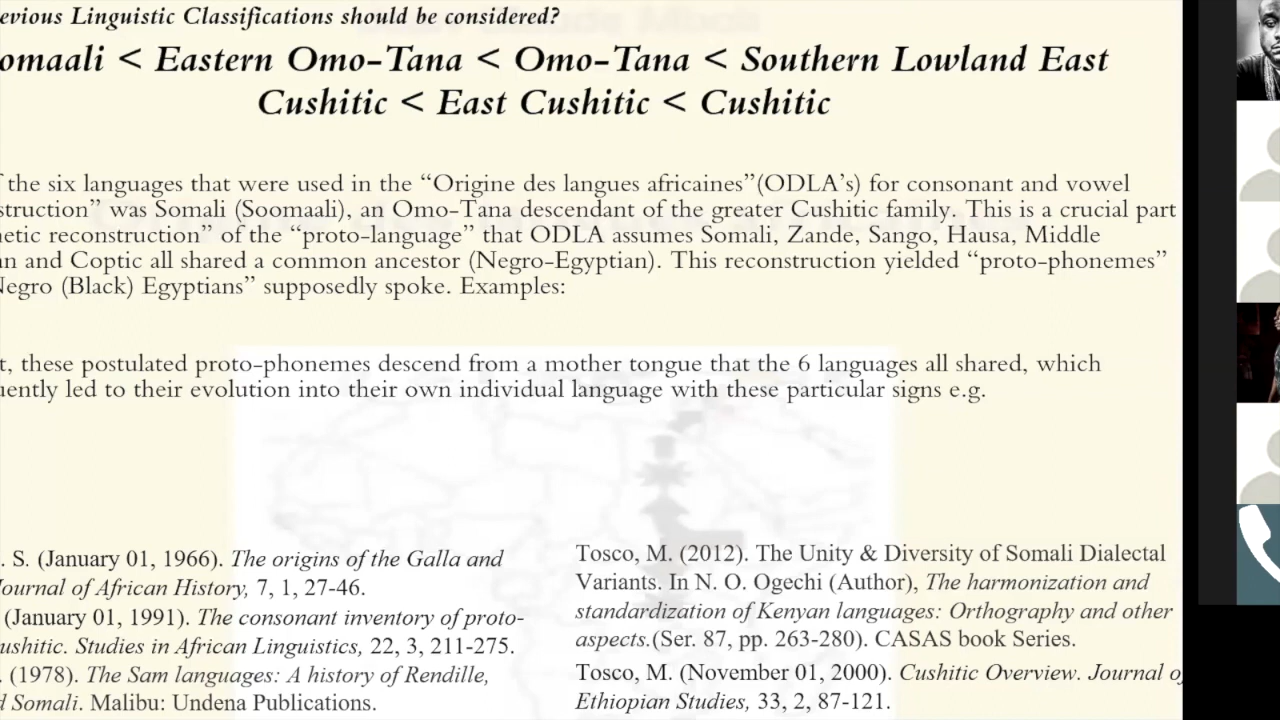 evious Linguistic Classifications should be considered?
omaali < Eastern Omo-Tana < Omo-Tana < Southern Lowland East
Cushitic < East Cushitic < Cushitic
f the six languages that were used in the “Origine des langues africaines”(ODLA’s) for consonant and vowel
struction” was Somali (Soomaali), an Omo-Tana descendant of the greater Cushitic family. This is a crucial part
netic reconstruction” of the “proto-language” that ODLA assumes Somali, Zande, Sango, Hausa, Middle
an and Coptic all shared a common ancestor (Negro-Egyptian). This reconstruction yielded “proto-phonemes”
Negro (Black) Egyptians” supposedly spoke. Examples:
t, these postulated proto-phonemes descend from a mother tongue that the 6 languages all shared, which
uently led to their evolution into their own individual language with these particular signs e.g.
. S. (January 01, 1966). The origins of the Galla and
Journal of African History, 7, 1, 27-46.
(January 01, 1991). The consonant inventory of proto-
ushitic. Studies in African Linguistics, 22, 3, 211-275.
. (1978). The Sam languages: A history of Rendille,
d Somali. Malibu: Undena Publications.
Tosco, M. (2012). The Unity & Diversity of Somali Dialectal
Variants. In N. O. Ogechi (Author), The harmonization and
standardization of Kenyan languages: Orthography and other
aspects.(Ser. 87, pp. 263-280). CASAS book Series.
Tosco, M. (November 01, 2000). Cushitic Overview. Journal of
Ethiopian Studies, 33, 2, 87-121.